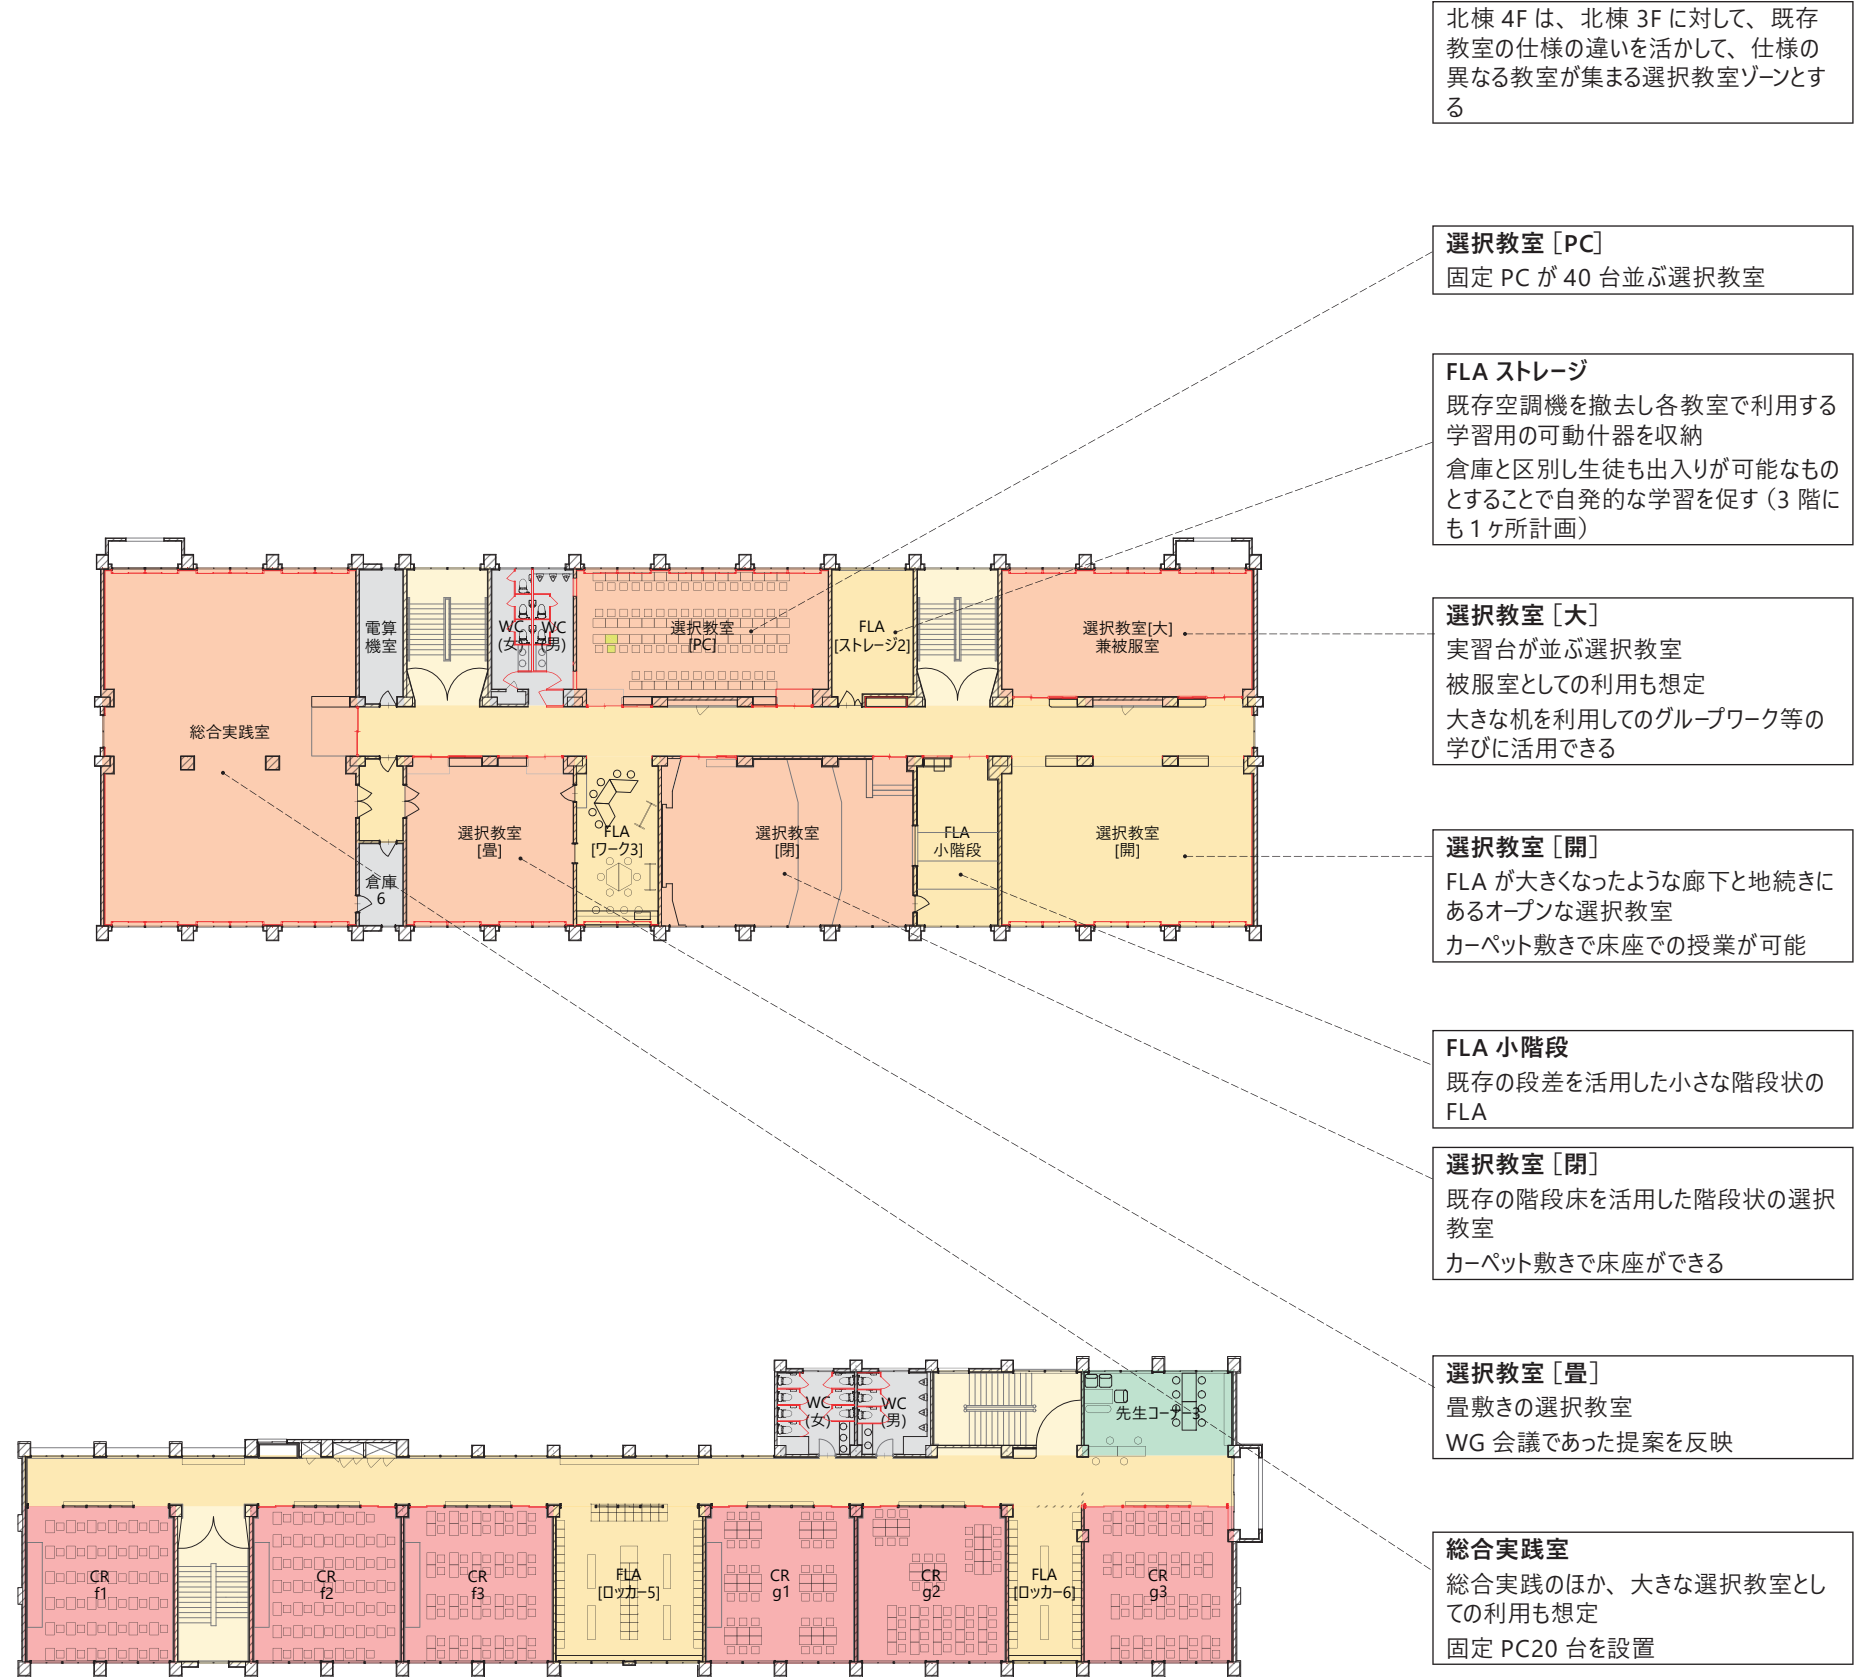 北棟 4F は、北棟 3F に対して、既存
教室の仕様の違いを活かして、仕様の
異なる教室が集まる選択教室ゾーンとす
る
選択教室［PC］
固定 PC が 40 台並ぶ選択教室
FLA ストレージ
既存空調機を撤去し各教室で利用する
学習用の可動什器を収納
倉庫と区別し生徒も出入りが可能なもの
とすることで自発的な学習を促す（3 階に
も 1 ヶ所計画）
選択教室［大］
実習台が並ぶ選択教室
被服室としての利用も想定
大きな机を利用してのグループワーク等の
学びに活用できる
選択教室［開］
FLA が大きくなったような廊下と地続きに
あるオープンな選択教室
カーペット敷きで床座での授業が可能
FLA 小階段
既存の段差を活用した小さな階段状の
FLA
選択教室［閉］
既存の階段床を活用した階段状の選択
教室
カーペット敷きで床座ができる
選択教室［畳］
畳敷きの選択教室
WG 会議であった提案を反映
総合実践室
総合実践のほか、大きな選択教室とし
ての利用も想定
固定 PC20 台を設置
電算
機室
WC
(女)
WC
(男)
選択教室
[PC]
FLA
[ストレージ2]
選択教室[大]
兼被服室
総合実践室
倉庫
6
選択教室
[畳]
FLA
[ワーク3]
選択教室
[閉]
FLA
小階段
選択教室
[開]
WC
(女)
WC
(男)
先生コーナー3
CR
f1
CR
f2
CR
f3
FLA
[ロッカー5]
CR
g1
CR
g2
FLA
[ロッカー6]
CR
g3